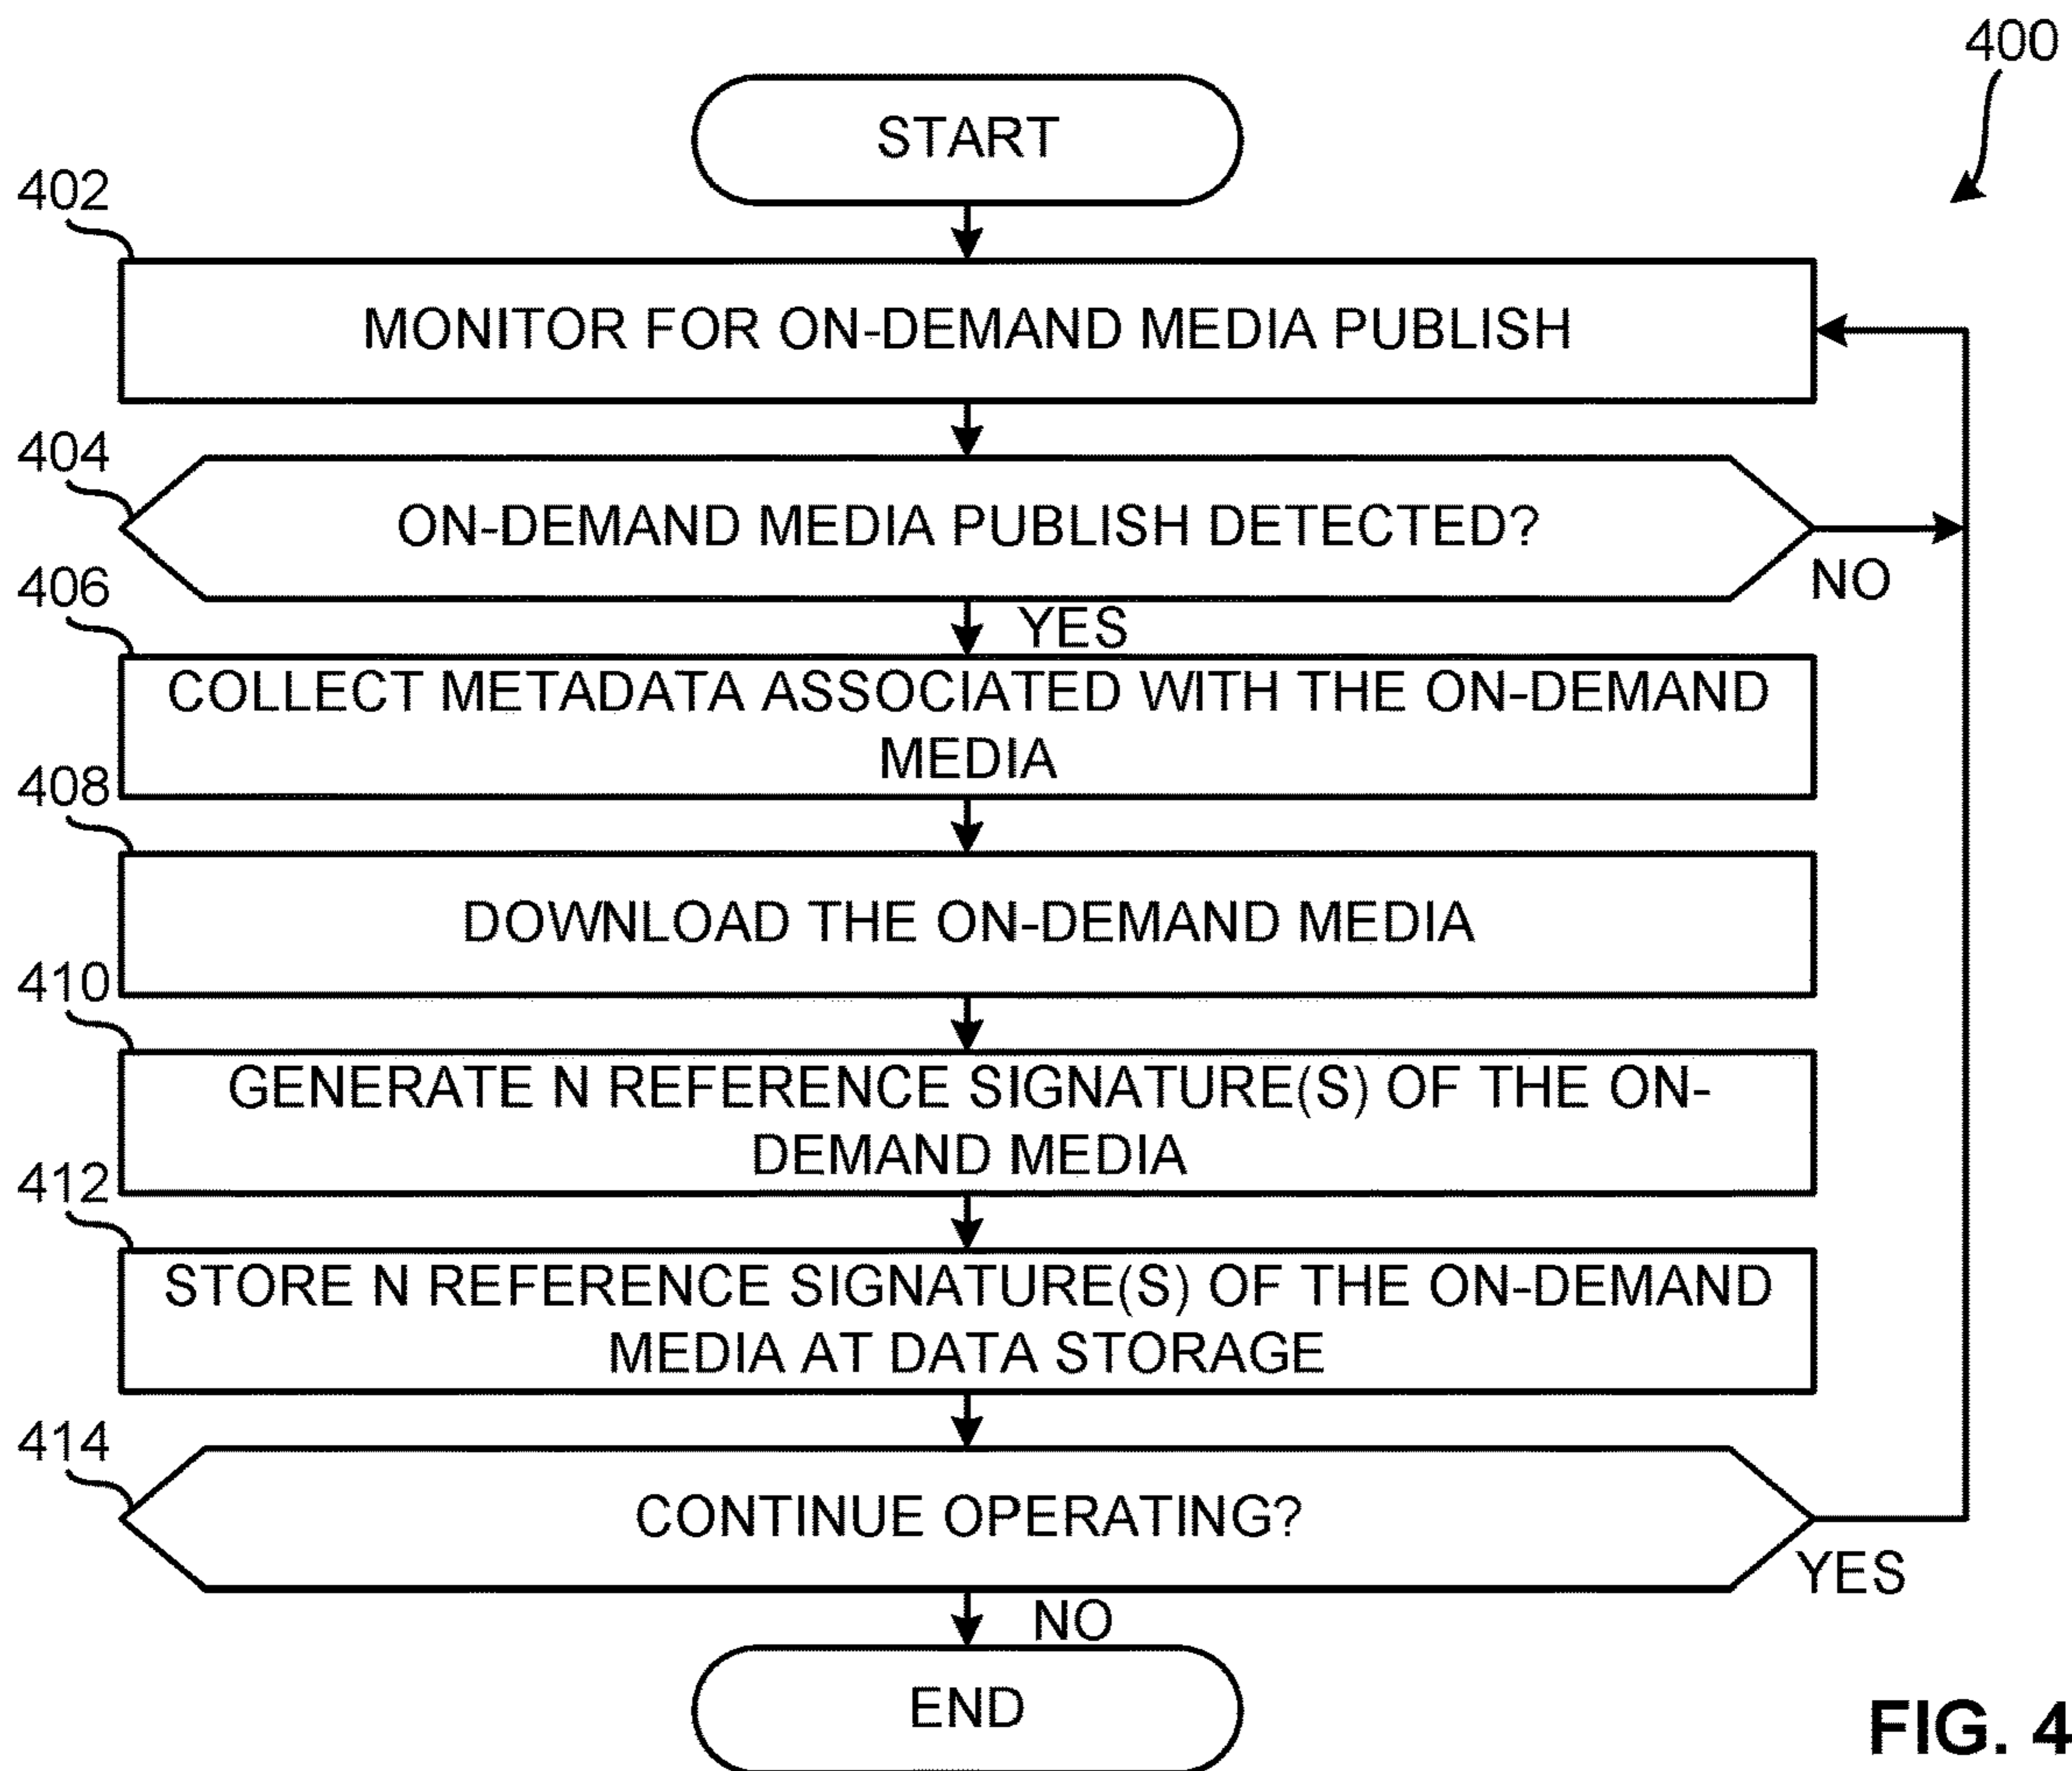 400
START
402
MONITOR FOR ON-DEMAND MEDIA PUBLISH
404
ON-DEMAND MEDIA PUBLISH DETECTED?
NO
406
YES
COLLECT METADATA ASSOCIATED WITH THE ON-DEMAND
MEDIA
408
DOWNLOAD THE ON-DEMAND MEDIA
410
GENERATE N REFERENCE SIGNATURE(S) OF THE ON-
DEMAND MEDIA
412
STORE N REFERENCE SIGNATURE(S) OF THE ON-DEMAND
MEDIA AT DATA STORAGE
414
CONTINUE OPERATING?
YES
NO
END
FIG. 4